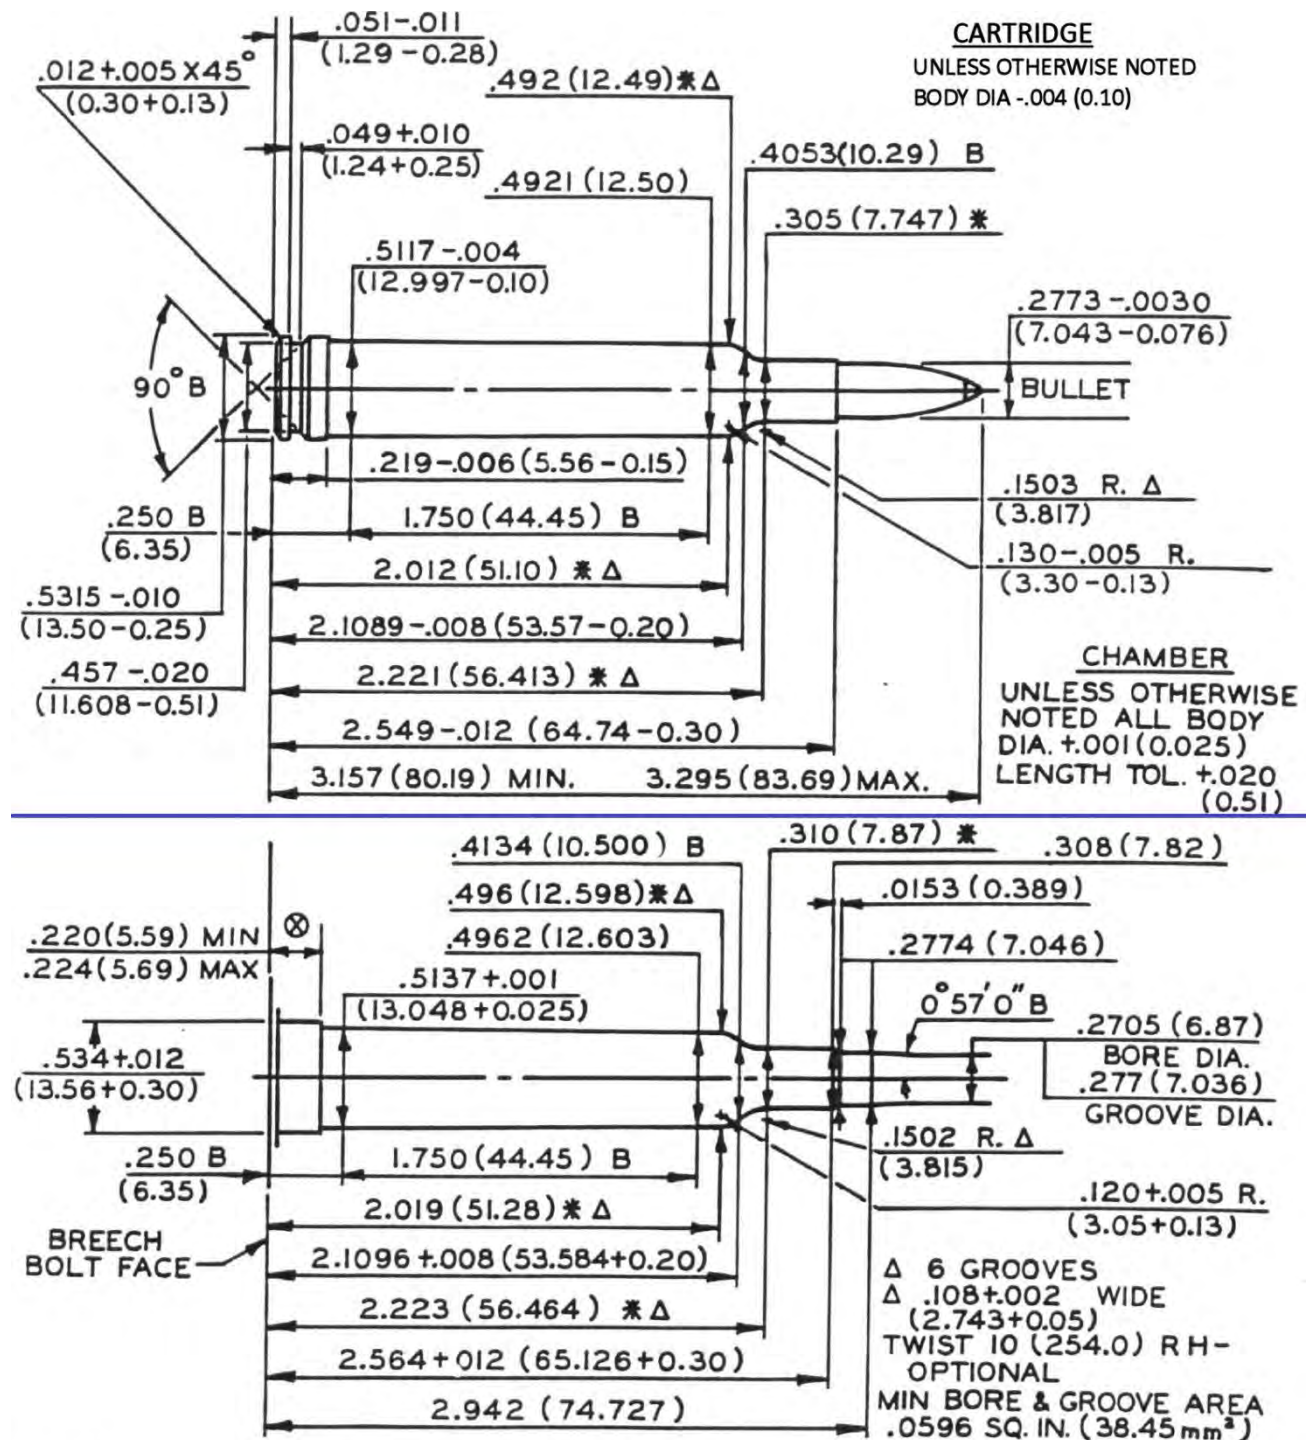 .051-.011
(1.29-0.28)
CARTRIDGE
UNLESS OTHERWISE NOTED
BODY DIA -.004 (0.10)
.012+.005X45°
(0.30+0.13)
.492 (12.49)⁎Δ
.049+.010
(1.24+0.25)
.4053(10.29) B
.4921 (12.50)
.305 (7.747) ⁎
.5117-.004
(12.997-0.10)
.2773-.0030
(7.043-0.076)
90° B
BULLET
.219-.006(5.56-0.15)
.1503 R. Δ
(3.817)
.250 B
(6.35)
1.750(44.45) B
.130-.005 R.
(3.30-0.13)
2.012(51.10) ⁎ Δ
.5315-.010
(13.50-0.25)
2.1089-.008(53.57-0.20)
.457-.020
(11.608-0.51)
2.221 (56.413) ⁎ Δ
CHAMBER
UNLESS OTHERWISE
NOTED ALL BODY
DIA. +.001(0.025)
LENGTH TOL. +.020
(0.51)
2.549-.012 (64.74-0.30)
3.157(80.19) MIN. 3.295(83.69)MAX.
.4134 (10.500) B
.310 (7.87) ⁎
.308(7.82)
.496(12.598)⁎Δ
.0153 (0.389)
⊗
.220(5.59) MIN
.224(5.69) MAX
.4962 (12.603)
.2774 (7.046)
.5137+.001
(13.048+0.025)
0°57'0" B
.2705 (6.87)
BORE DIA.
.534+.012
(13.56+0.30)
.277(7.036)
GROOVE DIA.
.250 B
(6.35)
1.750(44.45) B
.1502 R. Δ
(3.815)
2.019 (51.28)⁎ Δ
.120+.005 R.
(3.05+0.13)
BREECH
BOLT FACE
2.1096+.008 (53.584+0.20)
2.223 (56.464) ⁎Δ
2.564+012 (65.126+0.30)
2.942 (74.727)
Δ 6 GROOVES
Δ .108+.002 WIDE
(2.743+0.05)
TWIST 10 (254.0) RH-
OPTIONAL
MIN BORE & GROOVE AREA
.0596 SQ. IN. (38.45mm²)